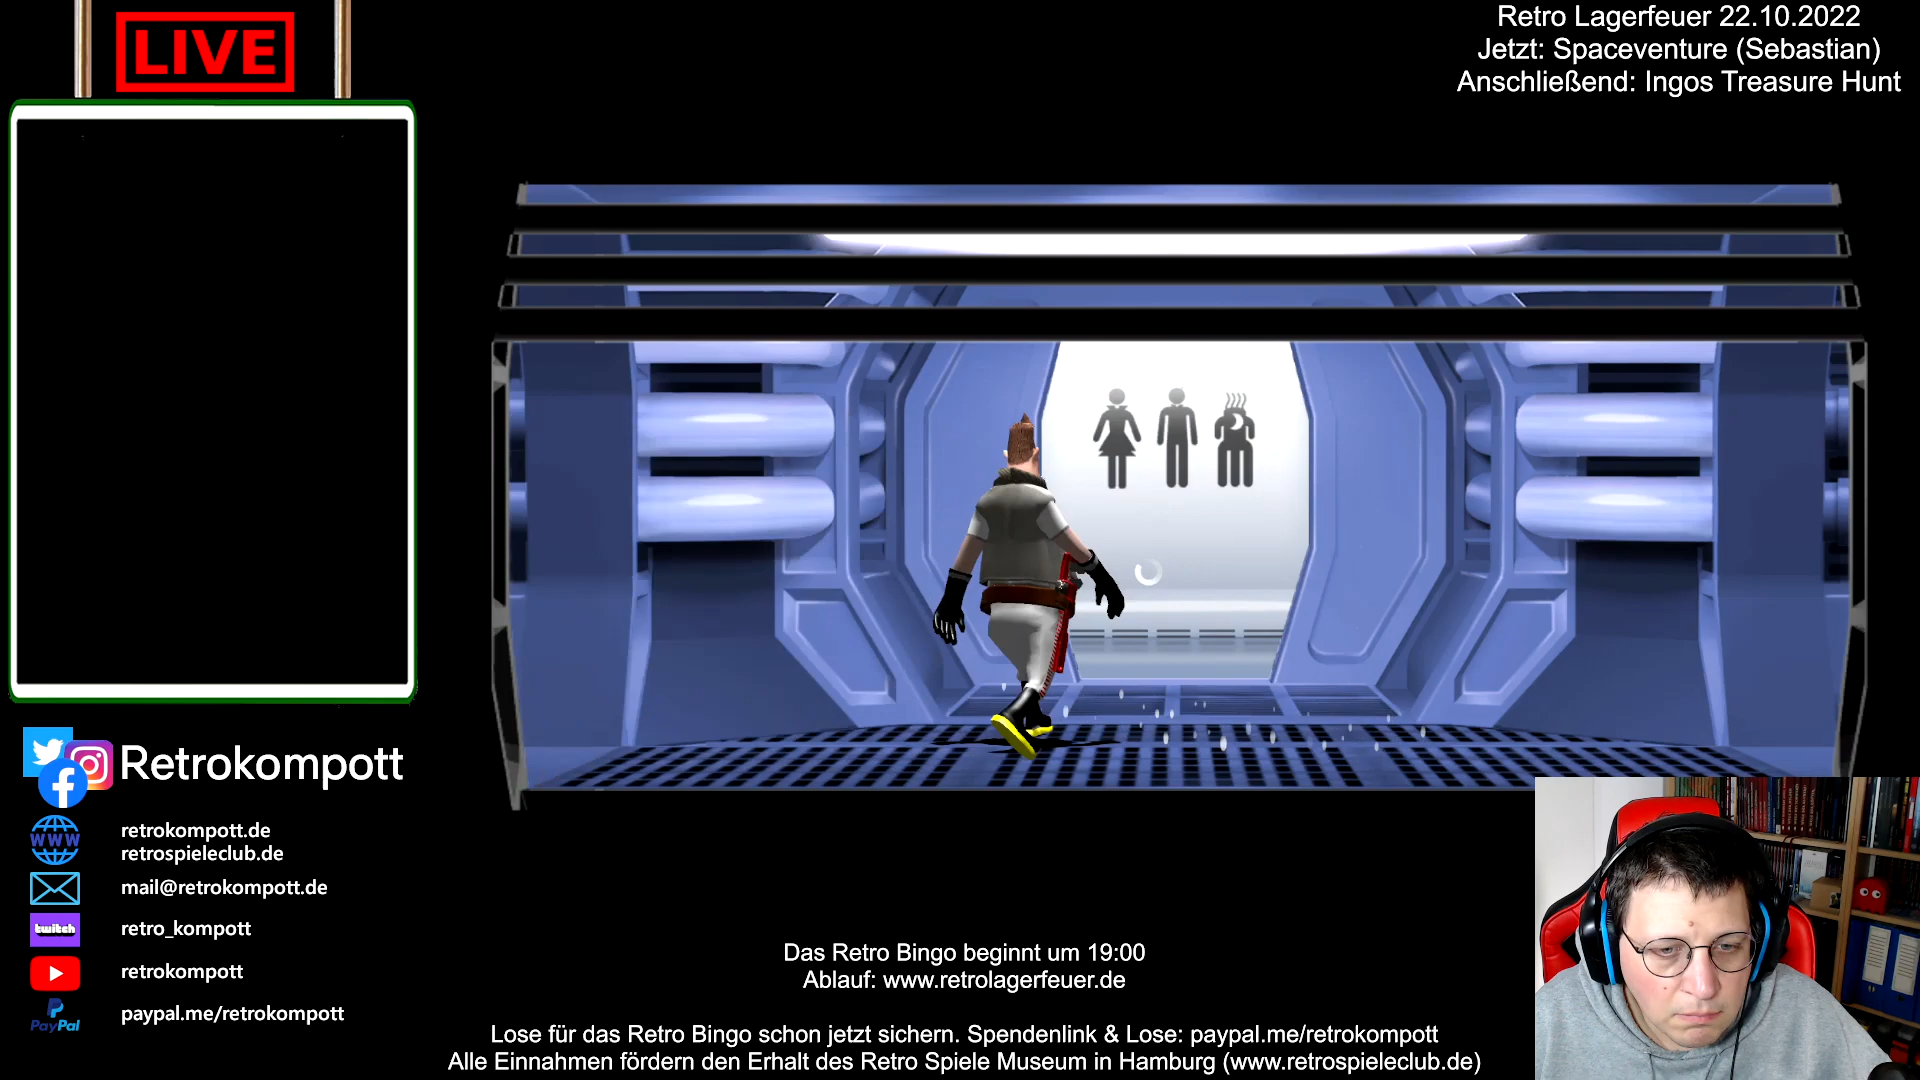 LIVE
Retro Lagerfeuer 22.10.2022
Jetzt: Spaceventure (Sebastian)
Anschließend: Ingos Treasure Hunt
Retrokompott
www
retrokompott.de
retrospieleclub.de
mail@retrokompott.de
twitch
retro_kompott
retrokompott
PayPal
paypal.me/retrokompott
Das Retro Bingo beginnt um 19:00
Ablauf: www.retrolagerfeuer.de
Lose für das Retro Bingo schon jetzt sichern. Spendenlink & Lose: paypal.me/retrokompott
Alle Einnahmen fördern den Erhalt des Retro Spiele Museum in Hamburg (www.retrospieleclub.de)